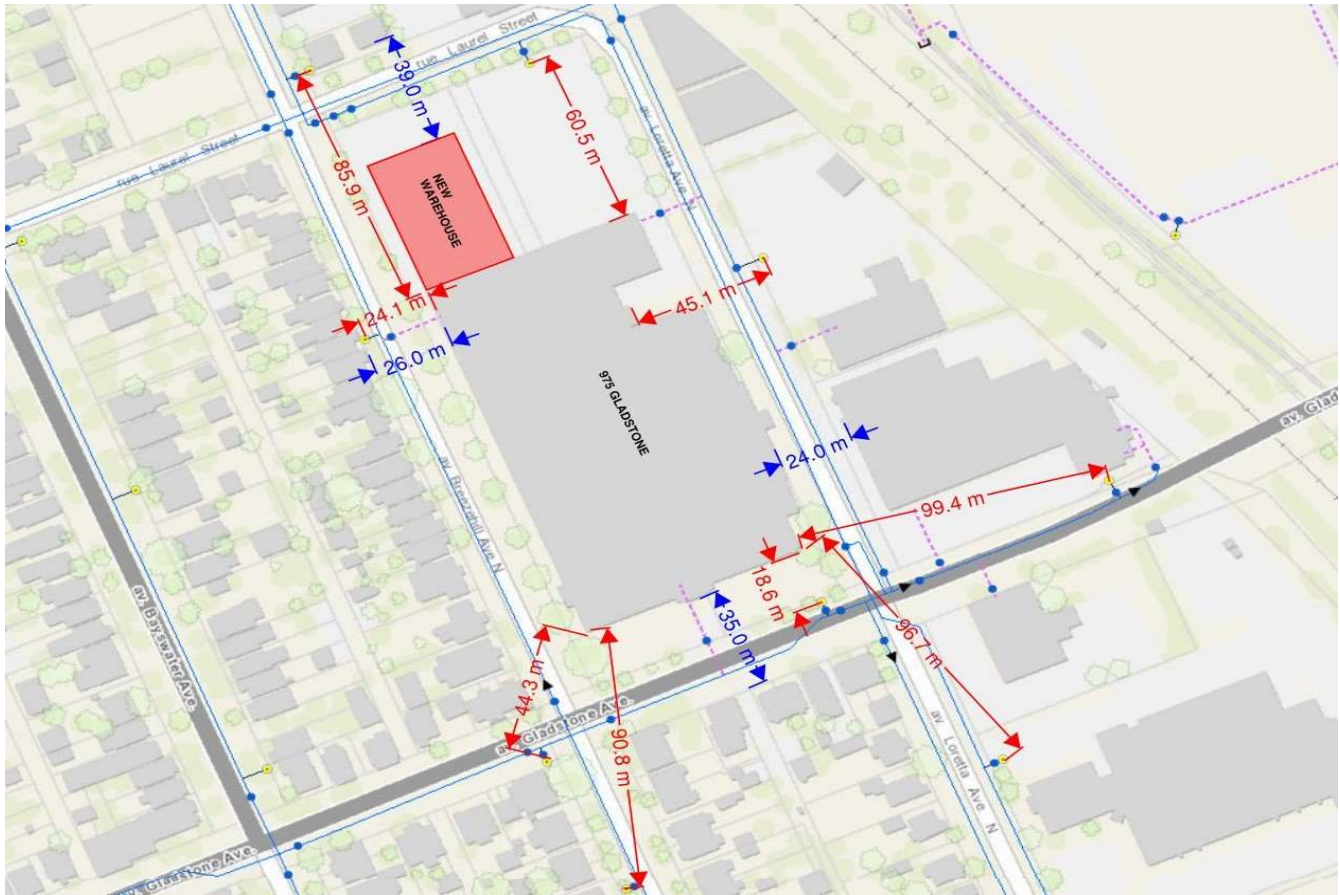 rue Laurel Street
39.0 m
85.9 m
60.5 m
av. Loretta Ave N
rue Laurel Street
NEW
WAREHOUSE
24.1 m
45.1 m
26.0 m
975 GLADSTONE
av. Gla
24.0 m
av Breezehill Ave N
99.4 m
18.6 m
35.0 m
96.7 m
av. Bayswater Ave.
44.3 m
av. Gladstone Ave.
90.8 m
av Loretta Ave N
av Gladstone Ave.